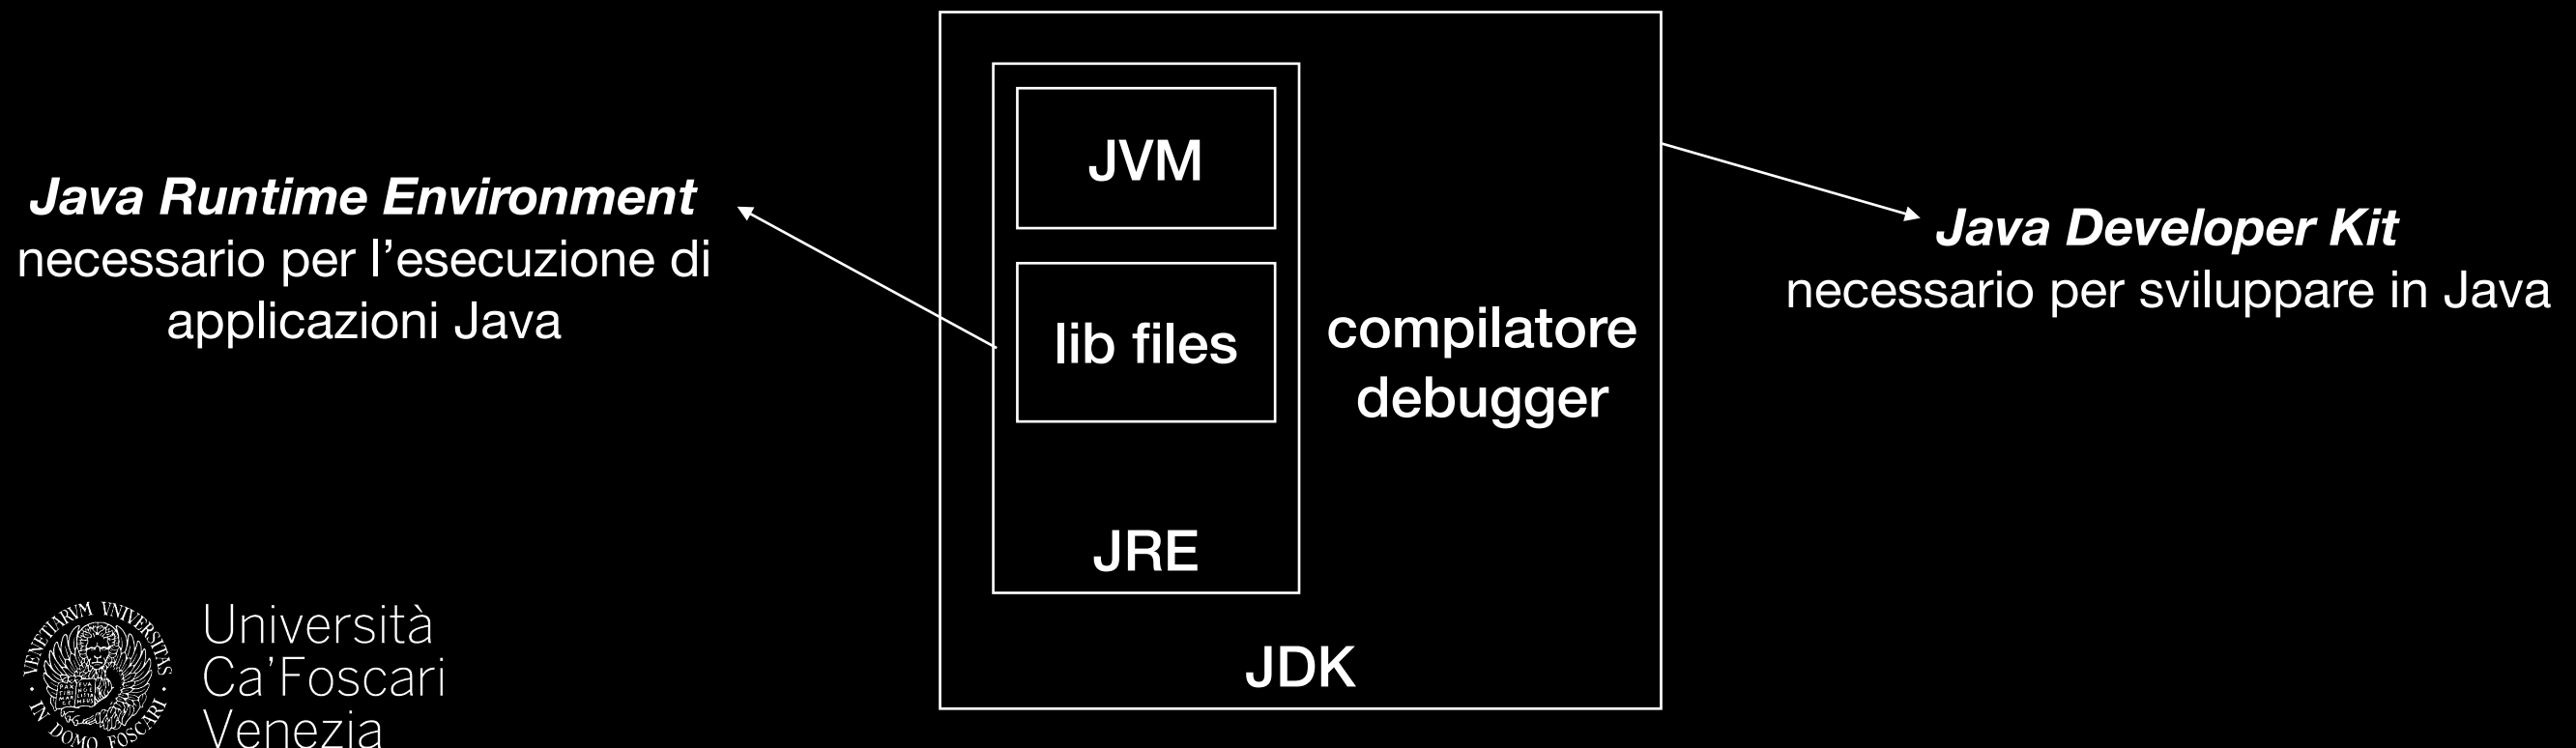 Java Runtime Environment
necessario per l’esecuzione di
applicazioni Java
JVM
lib files
JRE
compilatore
debugger
JDK
Java Developer Kit
necessario per sviluppare in Java
Università
Ca’Foscari
Venezia